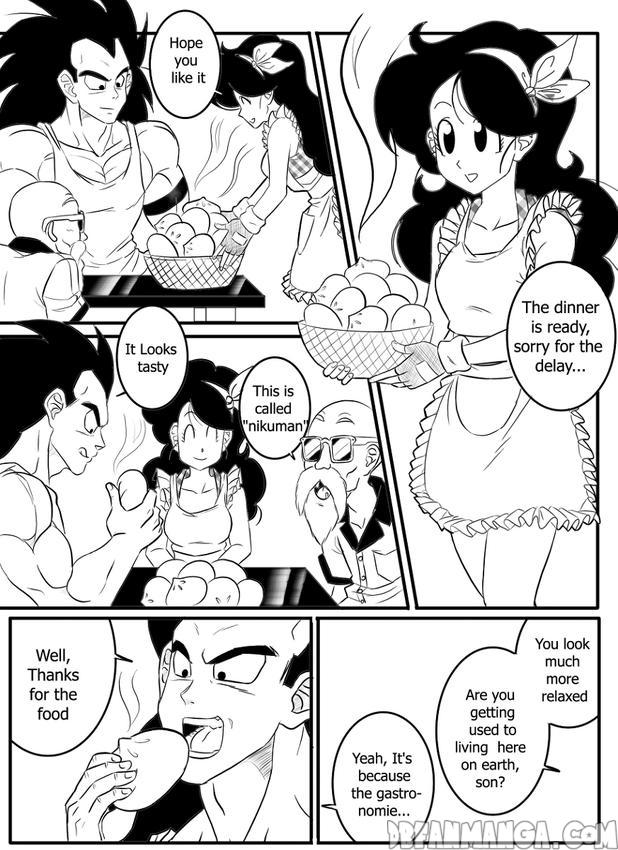 Hope
you
like it
The dinner
is ready,
sorry for the
delay...
It Looks
tasty
This is
called
"nikuman"
Well,
Thanks
for the
food
You look
much
more
relaxed
Are you
getting
used to
living here
on earth,
son?
Yeah, It's
because
the gastro-
nomie...
DREANMANGA.COM